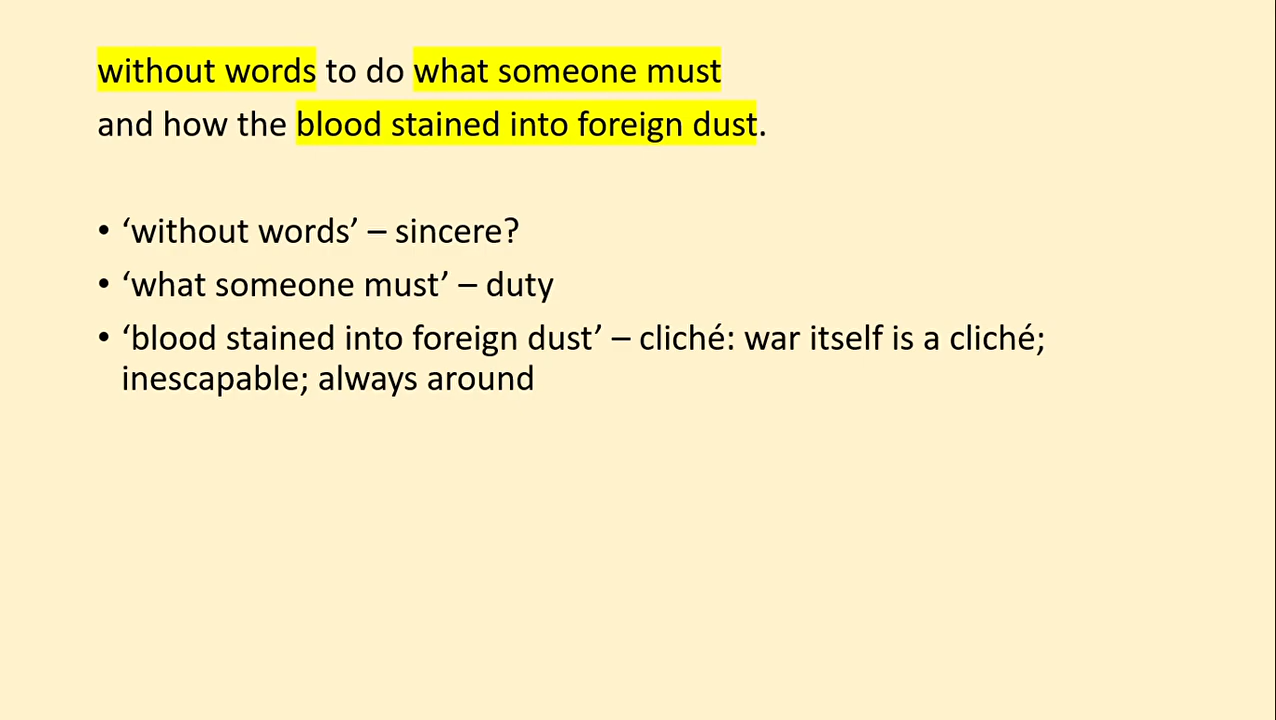 without words to do what someone must
and how the blood stained into foreign dust.
• ‘without words’ – sincere?
• ‘what someone must’ – duty
• ‘blood stained into foreign dust’ – cliché: war itself is a cliché;
inescapable; always around